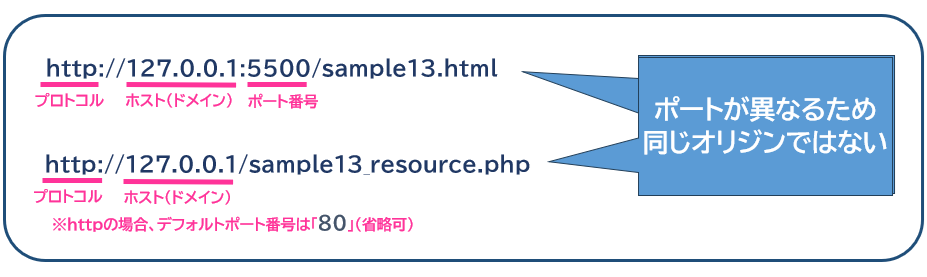 http://127.0.0.1:5500/sample13.html
プロトコル ホスト(ドメイン) ポート番号
ポートが異なるため
同じオリジンではない
http://127.0.0.1/sample13_resource.php
プロトコル ホスト(ドメイン)
※httpの場合、デフォルトポート番号は「80」(省略可)